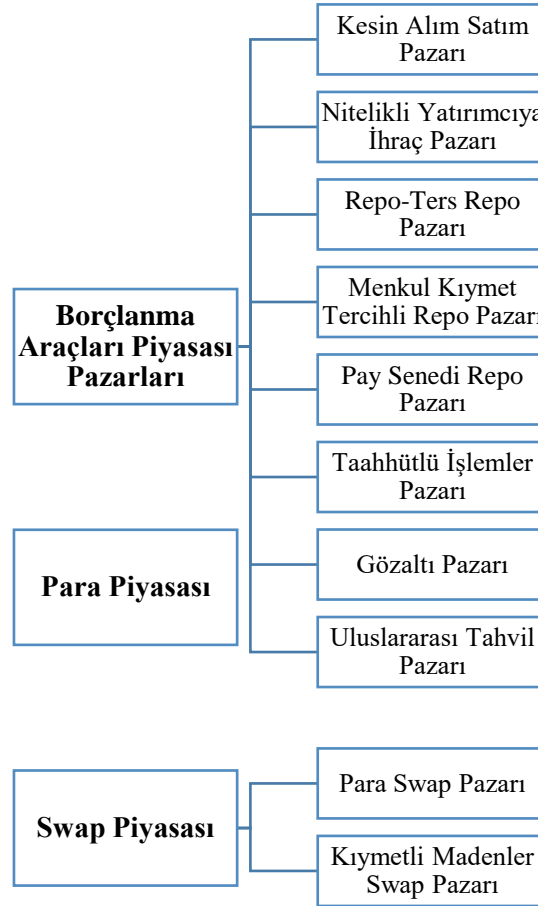 Borçlanma
Araçları Piyasası
Pazarları
Kesin Alım Satım
Pazarı
Nitelikli Yatırımcıya
İhraç Pazarı
Repo-Ters Repo
Pazarı
Menkul Kıymet
Tercihli Repo Pazarı
Pay Senedi Repo
Pazarı
Taahhütlü İşlemler
Pazarı
Gözaltı Pazarı
Uluslararası Tahvil
Pazarı
Para Piyasası
Swap Piyasası
Para Swap Pazarı
Kıymetli Madenler
Swap Pazarı